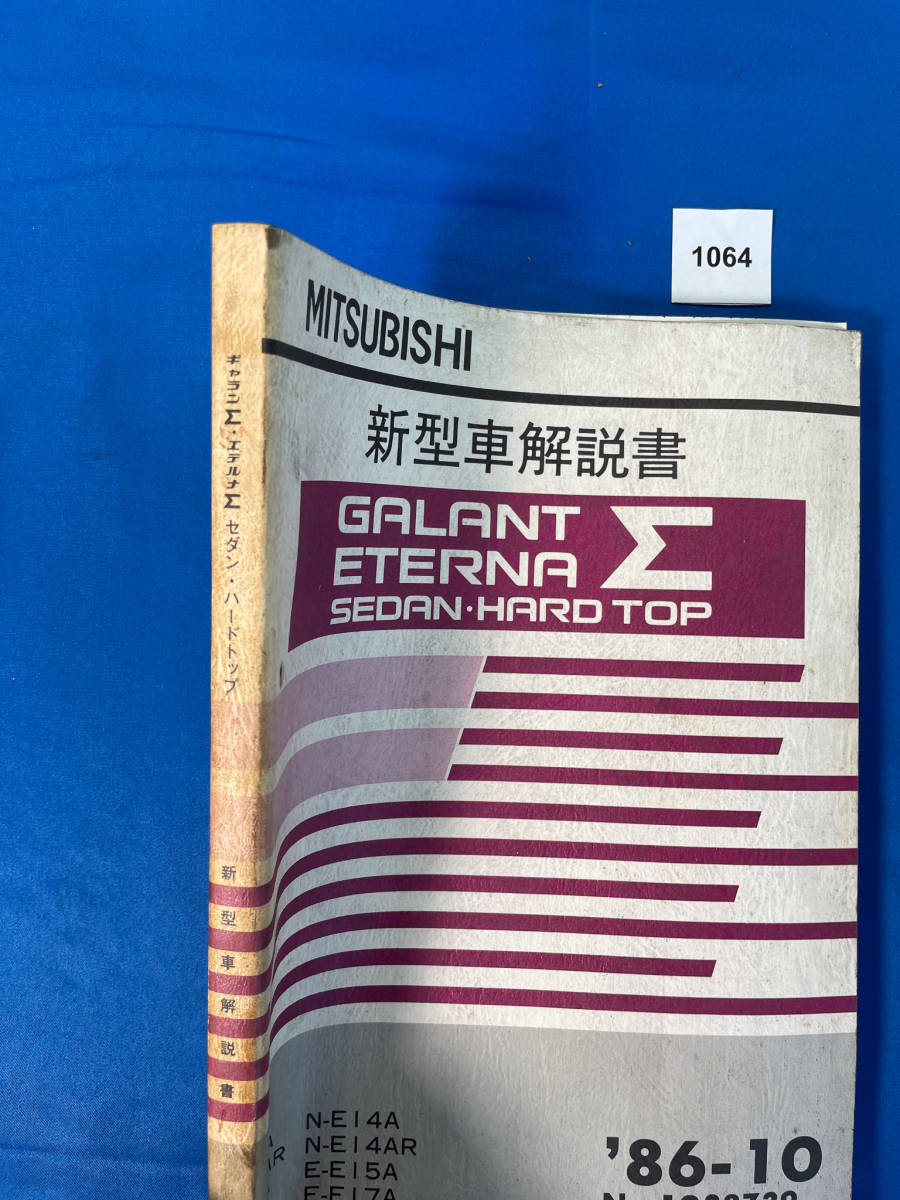 1064
MITSUBISHI
新型車解説書
GALANT Σ
ETERNA
SEDAN・HARD TOP
ギャランΣ・エテルナΣ セダン・ハードトップ
新型車解説書
N-E14A
N-E14AR
E-E15A
E-E17A
'86-10